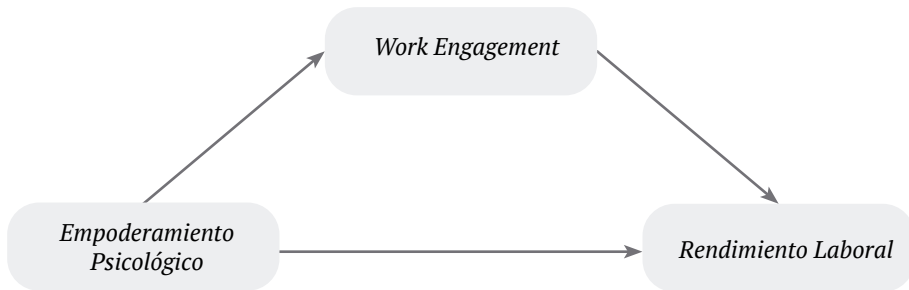 Work Engagement
Empoderamiento
Psicológico
Rendimiento Laboral